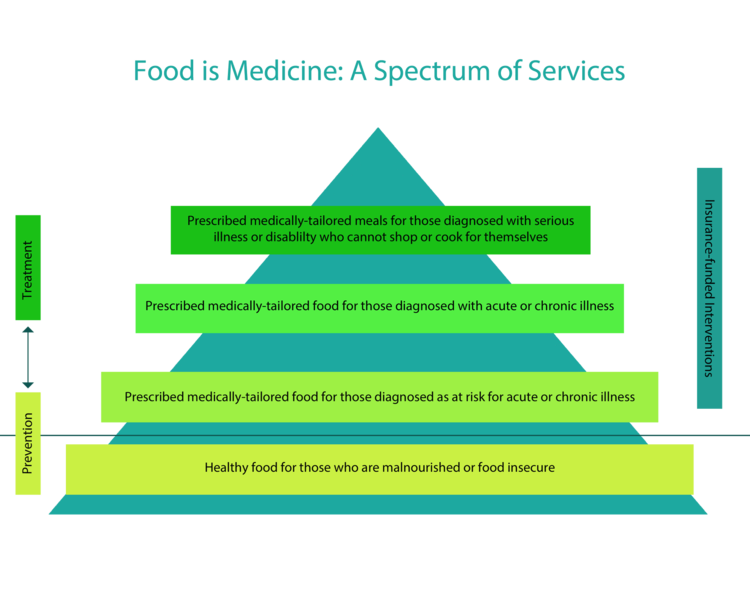 Food is Medicine: A Spectrum of Services
Prescribed medically-tailored meals for those diagnosed with serious
illness or disablilty who cannot shop or cook for themselves
Prescribed medically-tailored food for those diagnosed with acute or chronic illness
Prescribed medically-tailored food for those diagnosed as at risk for acute or chronic illness
Healthy food for those who are malnourished or food insecure
Treatment
Prevention
Insurance-funded Interventions